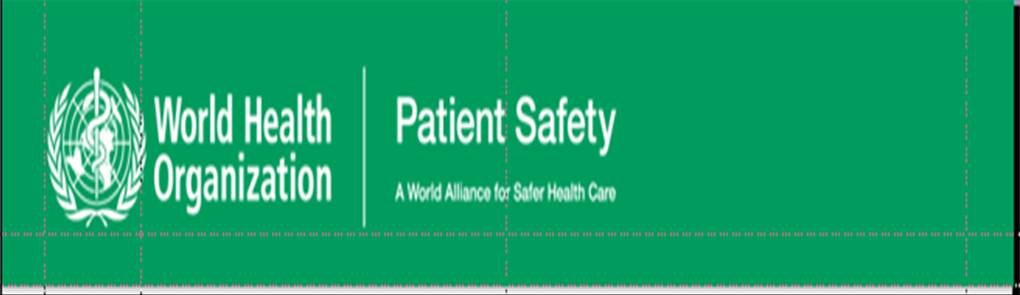 World Health
Organization
Patient Safety
A World Alliance for Safer Health Care